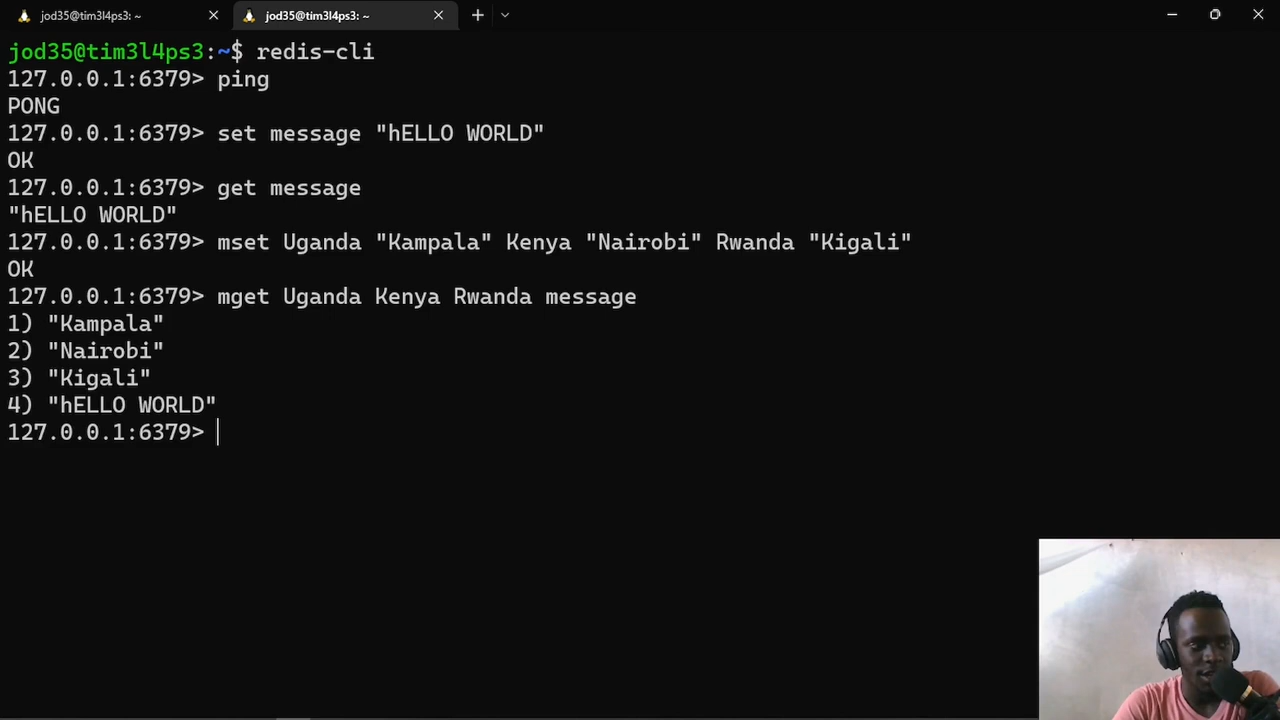 jod35@tim3l4ps3: ~
jod35@tim3l4ps3: ~
jod35@tim3l4ps3:~$ redis-cli
127.0.0.1:6379> ping
PONG
127.0.0.1:6379> set message "hELLO WORLD"
OK
127.0.0.1:6379> get message
"hELLO WORLD"
127.0.0.1:6379> mset Uganda "Kampala" Kenya "Nairobi" Rwanda "Kigali"
OK
127.0.0.1:6379> mget Uganda Kenya Rwanda message
1) "Kampala"
2) "Nairobi"
3) "Kigali"
4) "hELLO WORLD"
127.0.0.1:6379>